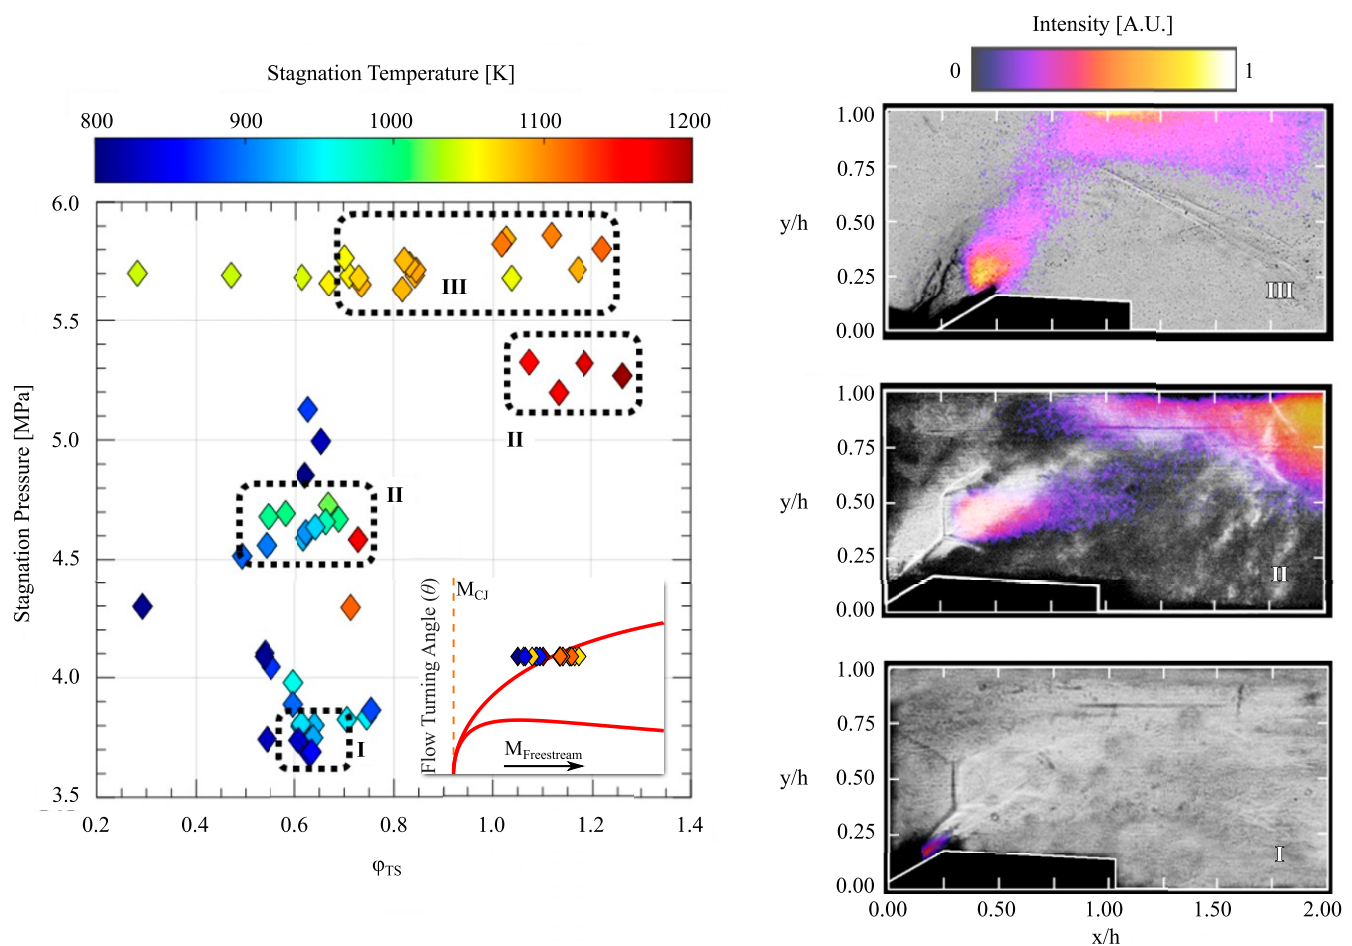 Stagnation Temperature [K]
800 900 1000 1100 1200
Stagnation Pressure [MPa]
6.0
5.5
5.0
4.5
4.0
3.5
III
II
II
I
Flow Turning Angle (θ)
M_CJ
M_Freestream
0.2 0.4 0.6 0.8 1.0 1.2 1.4
φ_TS
Intensity [A.U.]
0 1
1.00
0.75
y/h 0.50
0.25
0.00
III
1.00
0.75
y/h 0.50
0.25
0.00
II
1.00
0.75
y/h 0.50
0.25
0.00
I
0.00 0.50 1.00 1.50 2.00
x/h